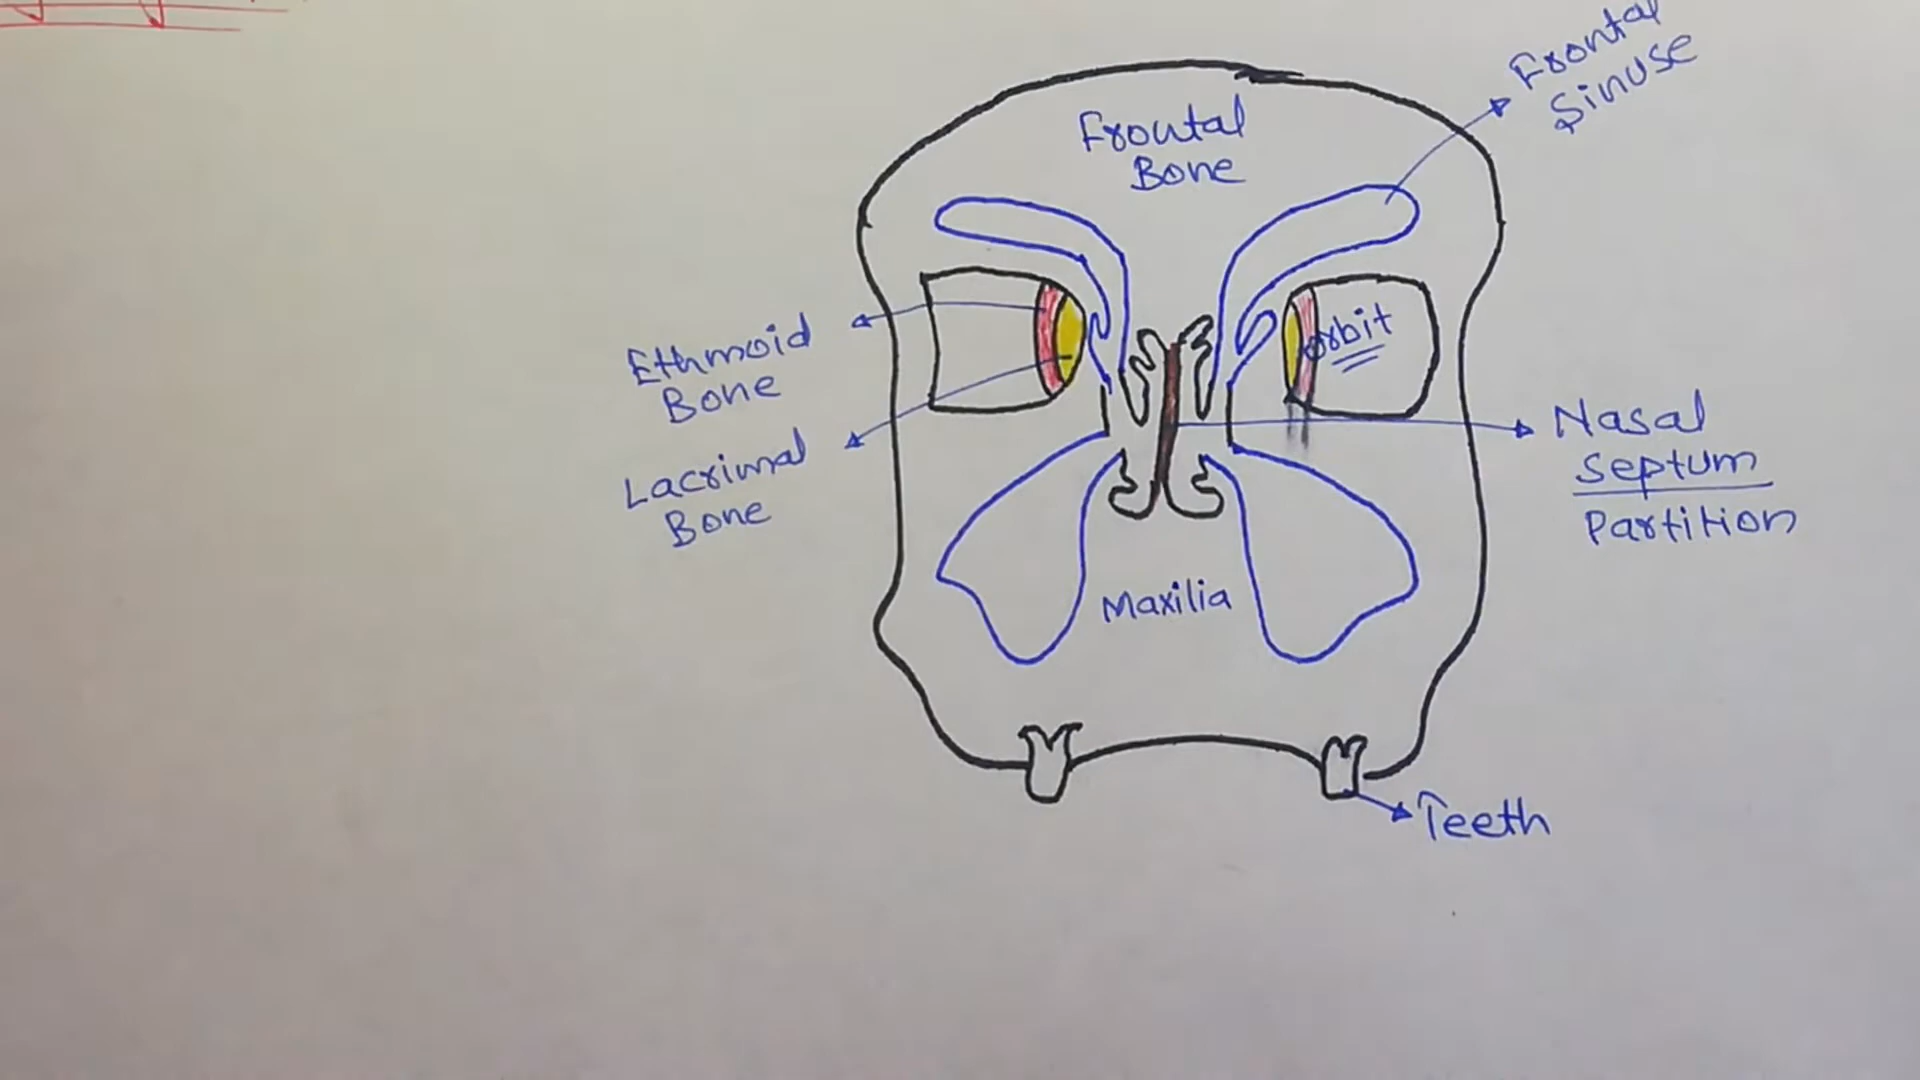 Frontal
Sinuse
Frontal
Bone
orbit
Ethmoid
Bone
Lacrimal
Bone
Nasal
Septum
Partition
Maxilia
Teeth